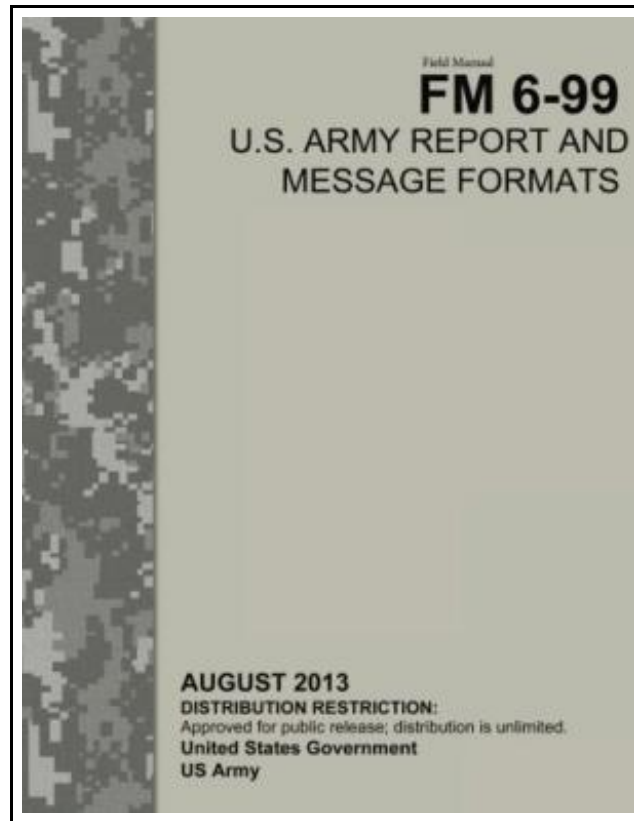 Field Manual
FM 6-99
U.S. ARMY REPORT AND
MESSAGE FORMATS
AUGUST 2013
DISTRIBUTION RESTRICTION:
Approved for public release; distribution is unlimited.
United States Government
US Army